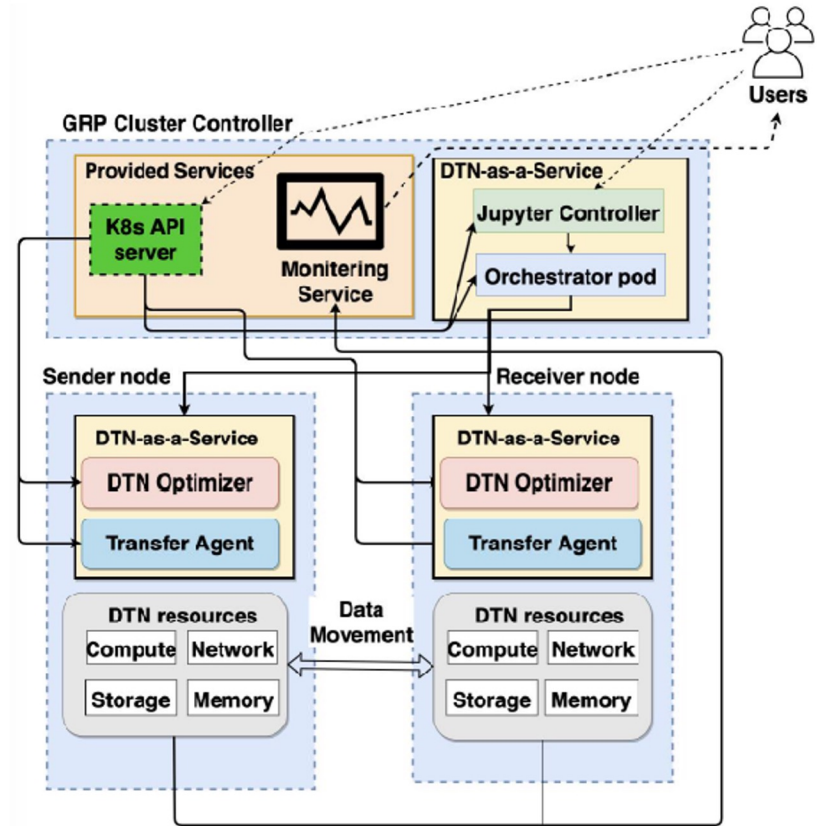 Users
GRP Cluster Controller
Provided Services
K8s API
server
Monitering
Service
DTN-as-a-Service
Jupyter Controller
Orchestrator pod
Sender node
DTN-as-a-Service
DTN Optimizer
Transfer Agent
DTN resources
Compute
Network
Storage
Memory
Data
Movement
Receiver node
DTN-as-a-Service
DTN Optimizer
Transfer Agent
DTN resources
Compute
Network
Storage
Memory